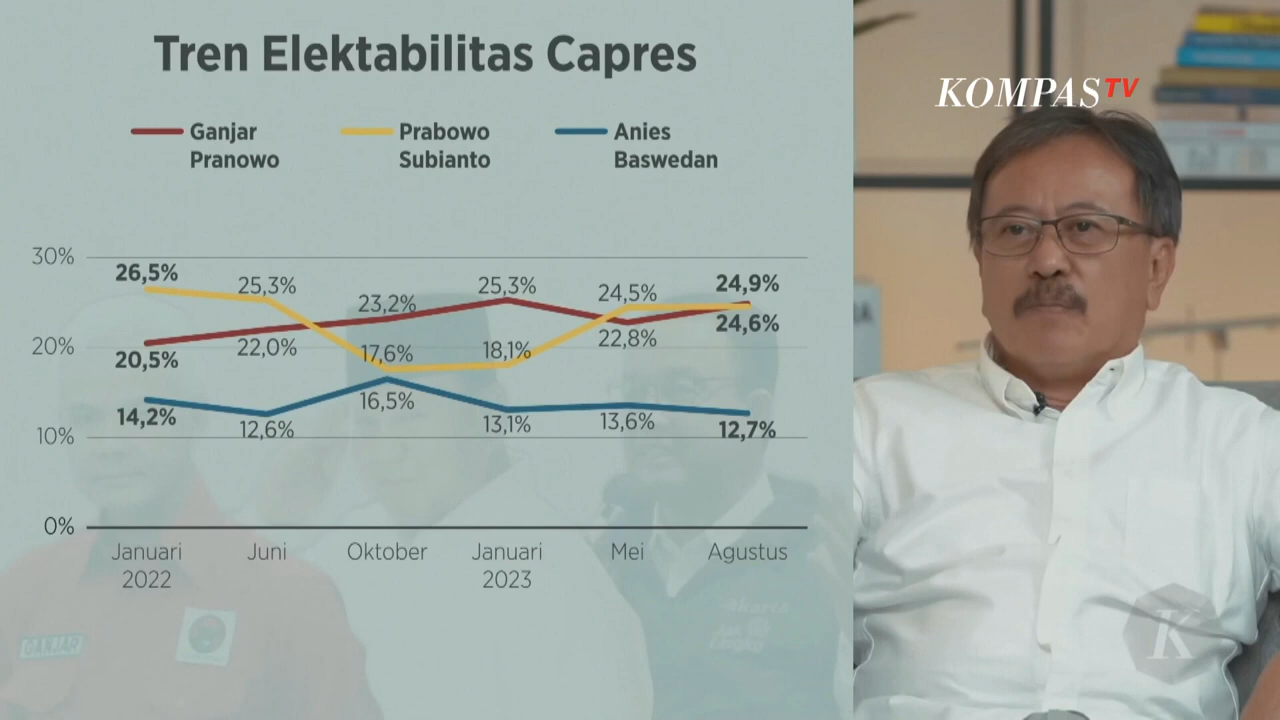 Tren Elektabilitas Capres
Ganjar
Pranowo
Prabowo
Subianto
Anies
Baswedan
KOMPAS TV
30%
20%
10%
0%
26,5%
25,3%
23,2%
25,3%
24,5%
24,9%
20,5%
22,0%
17,6%
18,1%
22,8%
24,6%
14,2%
12,6%
16,5%
13,1%
13,6%
12,7%
Januari
2022
Juni
Oktober
Januari
2023
Mei
Agustus
GANJAR
K